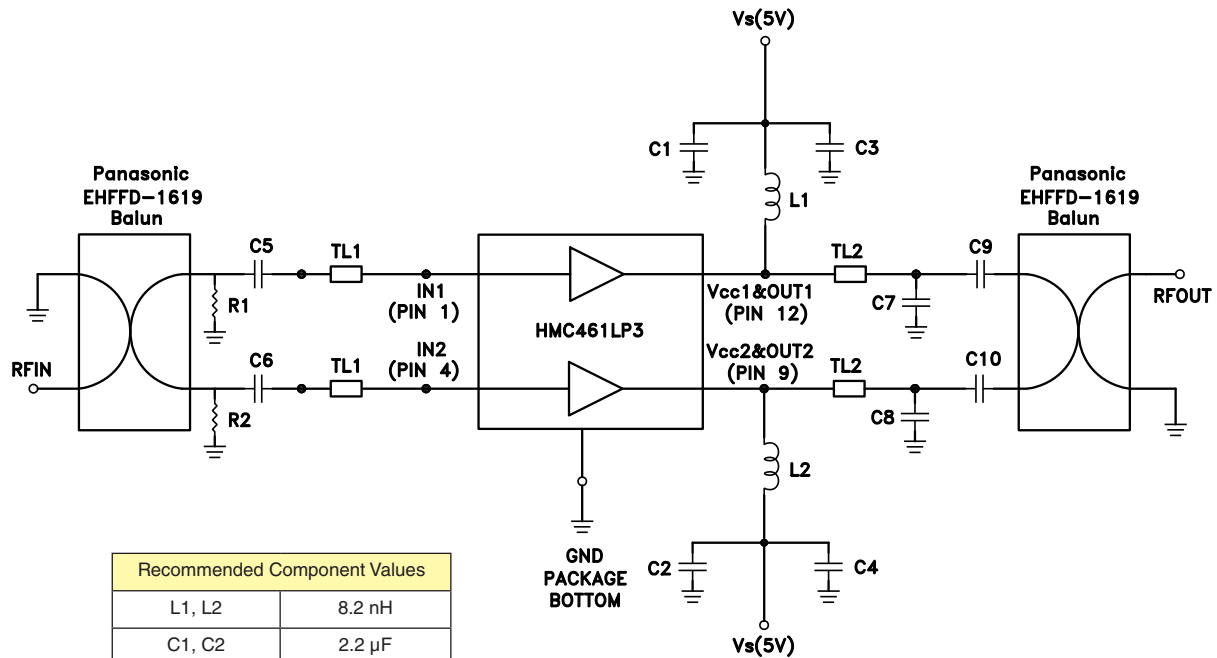 Vs(5V)
C1
C3
L1
Panasonic
EHFFD-1619
Balun
Panasonic
EHFFD-1619
Balun
C5
TL1
R1
IN1
(PIN 1)
Vcc1&OUT1
(PIN 12)
TL2
C7
C9
RFOUT
HMC461LP3
RFIN
C6
TL1
R2
IN2
(PIN 4)
Vcc2&OUT2
(PIN 9)
TL2
C8
C10
L2
GND
PACKAGE
BOTTOM
C2
C4
Vs(5V)
Recommended Component Values
L1, L2 8.2 nH
C1, C2 2.2 µF